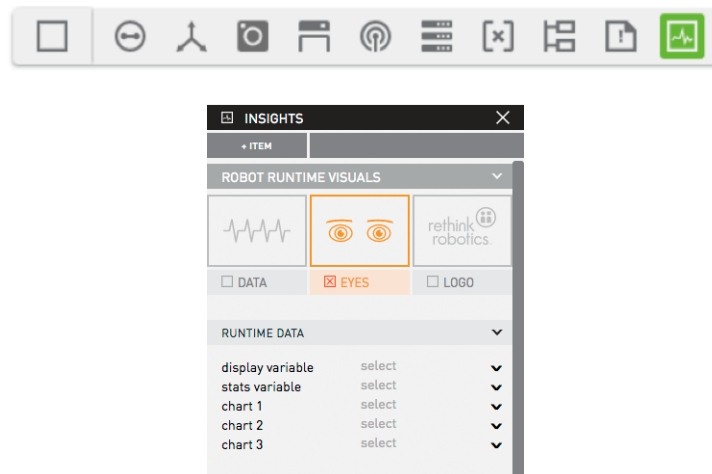 INSIGHTS
+ ITEM
ROBOT RUNTIME VISUALS
rethink
robotics.
DATA
EYES
LOGO
RUNTIME DATA
display variable select
stats variable select
chart 1 select
chart 2 select
chart 3 select